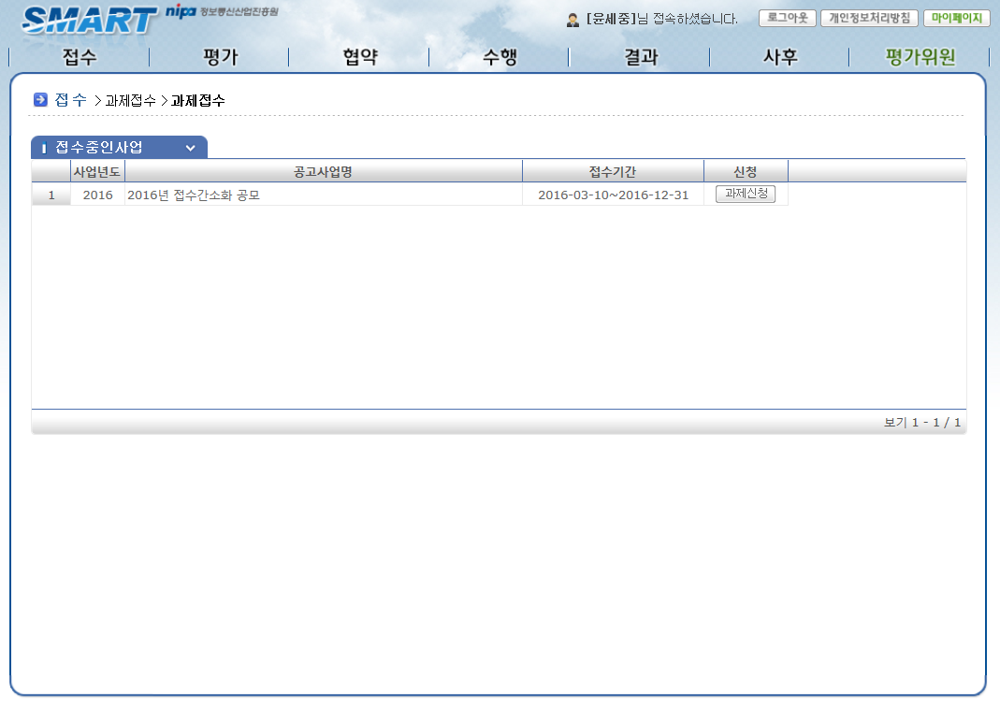 SMART nipa 정보통신산업진흥원
[윤세중]님 접속하셨습니다. 로그아웃 개인정보처리방침 마이페이지
접수 평가 협약 수행 결과 사후 평가위원
접수 > 과제접수 > 과제접수
접수중인사업
사업년도 공고사업명 접수기간 신청
1 2016 2016년 접수간소화 공모 2016-03-10~2016-12-31 과제신청
보기 1 - 1 / 1